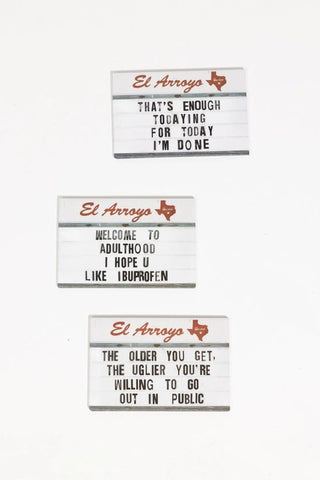 El Arroyo
THAT'S ENOUGH
TODAYING
FOR TODAY
I'M DONE
El Arroyo
WELCOME TO
ADULTHOOD
I HOPE U
LIKE IBUPROFEN
El Arroyo
THE OLDER YOU GET,
THE UGLIER YOU'RE
WILLING TO GO
OUT IN PUBLIC